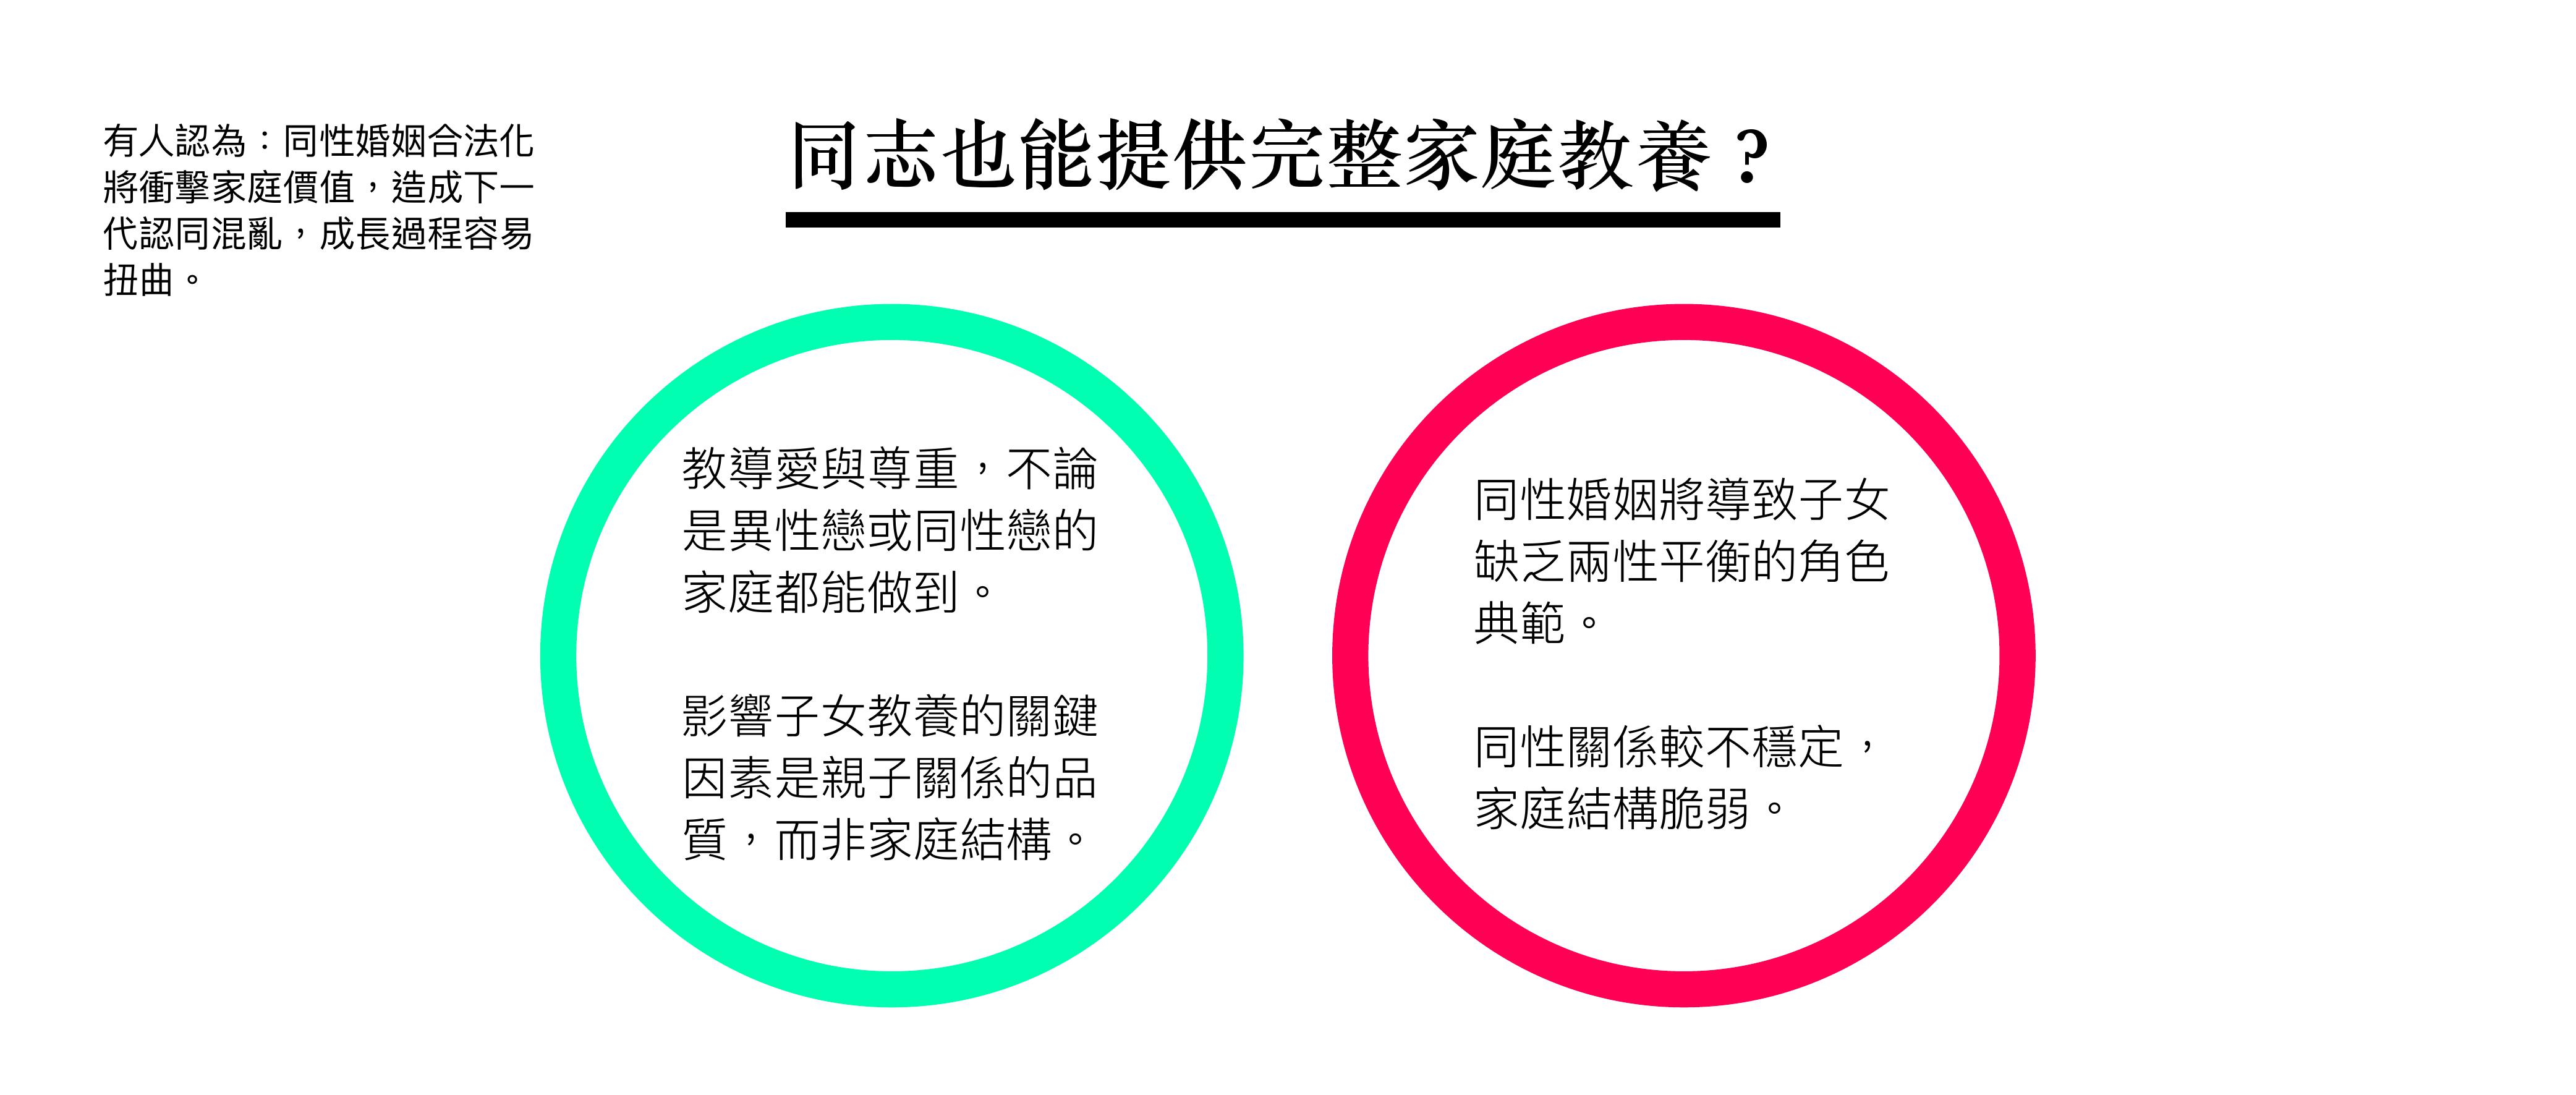 有人認為：同性婚姻合法化
將衝擊家庭價值，造成下一
代認同混亂，成長過程容易
扭曲。
同志也能提供完整家庭教養？
教導愛與尊重，不論
是異性戀或同性戀的
家庭都能做到。
影響子女教養的關鍵
因素是親子關係的品
質，而非家庭結構。
同性婚姻將導致子女
缺乏兩性平衡的角色
典範。
同性關係較不穩定，
家庭結構脆弱。